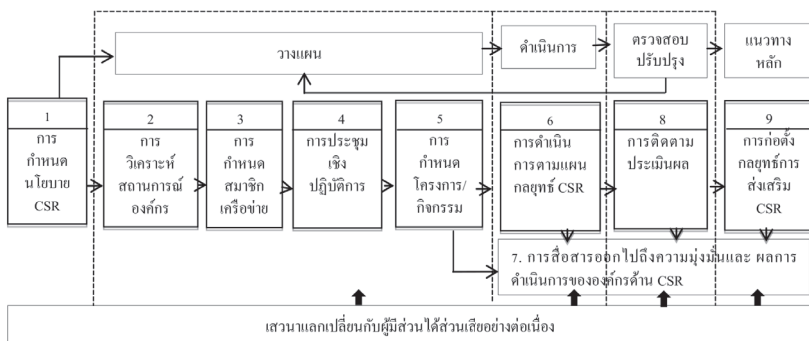 วางแผน
ดำเนินการ
ตรวจสอบ
ปรับปรุง
แนวทาง
หลัก
1
การ
กำหนด
นโยบาย
CSR
2
การ
วิเคราะห์
สถานการณ์
องค์กร
3
การ
กำหนด
สมาชิก
เครือข่าย
4
การประชุม
เชิง
ปฏิบัติการ
5
การ
กำหนด
โครงการ/
กิจกรรม
6
การดำเนิน
การตามแผน
กลยุทธ์ CSR
8
การติดตาม
ประเมินผล
9
การก่อตั้ง
กลยุทธ์การ
ส่งเสริม
CSR
7. การสื่อสารออกไปถึงความมุ่งมั่นและ ผลการ
ดำเนินการขององค์กรด้าน CSR
เสวนาแลกเปลี่ยนกับผู้มีส่วนได้ส่วนเสียอย่างต่อเนื่อง